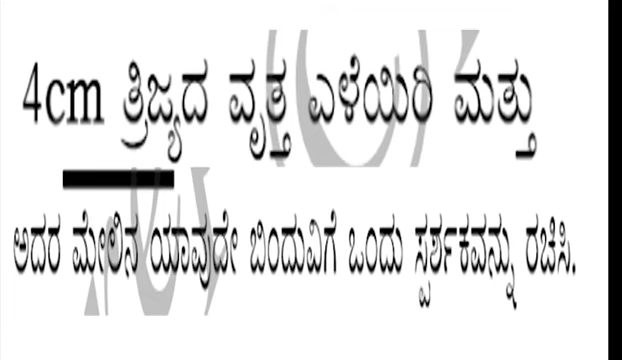 4cm ತ್ರಿಜ್ಯದ ವೃತ್ತ ಎಳೆಯಿರಿ ಮತ್ತು
ಅದರ ಮೇಲಿನ ಯಾವುದೇ ಬಿಂದುವಿಗೆ ಒಂದು ಸ್ಪರ್ಶಕವನ್ನು ರಚಿಸಿ.